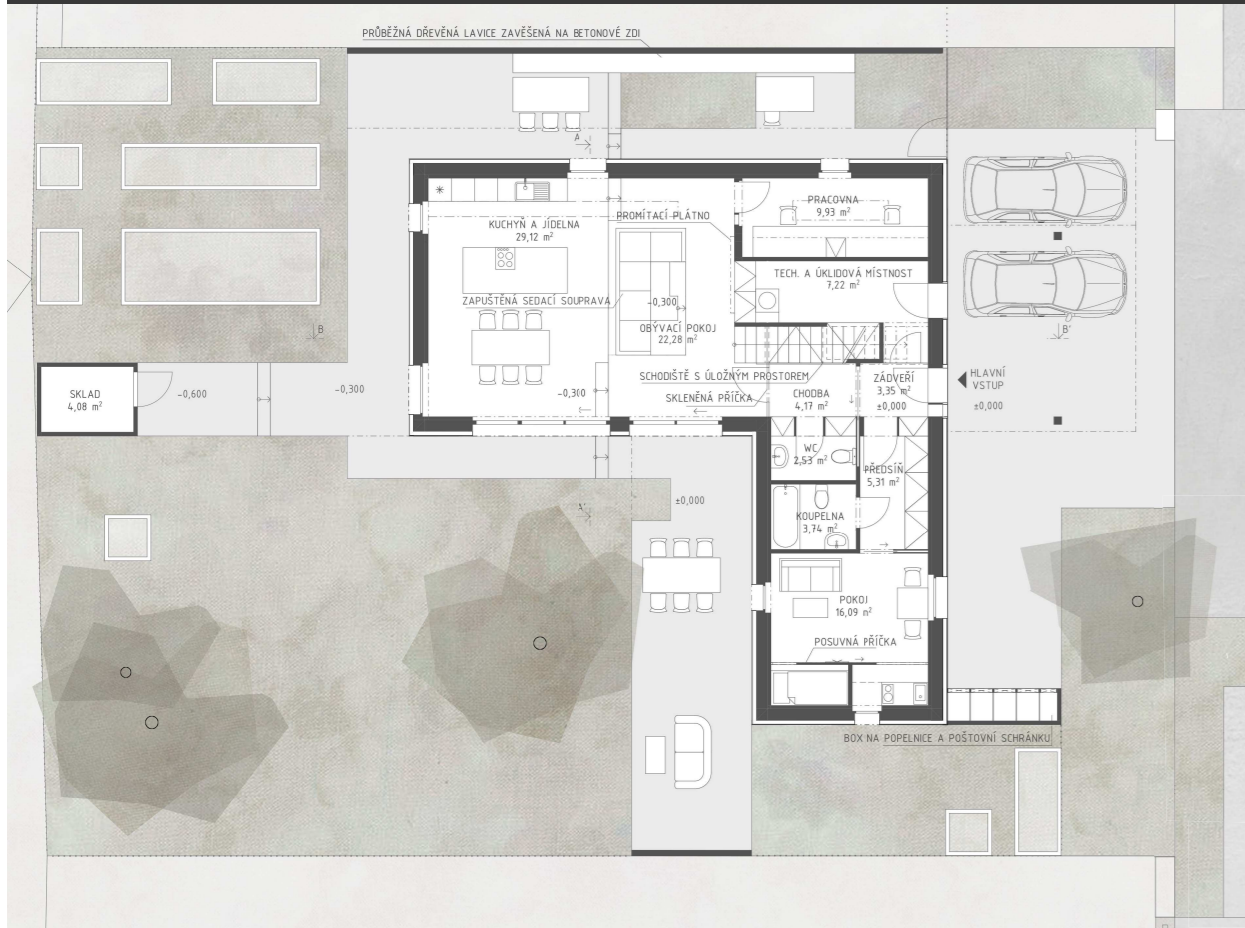 PRŮBĚŽNÁ DŘEVĚNÁ LAVICE ZAVĚŠENÁ NA BETONOVÉ ZDI
A
PRACOVNA
9,93 m²
PROMÍTACÍ PLÁTNO
KUCHYŇ A JÍDELNA
29,12 m²
TECH. A ÚKLIDOVÁ MÍSTNOST
7,22 m²
ZAPUŠTĚNÁ SEDACÍ SOUPRAVA
-0,300
OBÝVACÍ POKOJ
22,28 m²
B
B'
SCHODIŠTĚ S ÚLOŽNÝM PROSTOREM
SKLENĚNÁ PŘÍČKA
-0,300
CHODBA
4,17 m²
ZÁDVEŘÍ
3,35 m²
±0,000
HLAVNÍ
VSTUP
±0,000
SKLAD
4,08 m²
-0,600
-0,300
WC
2,53 m²
PŘEDSÍŇ
5,31 m²
±0,000
A'
KOUPELNA
3,74 m²
POKOJ
16,09 m²
POSUVNÁ PŘÍČKA
BOX NA POPELNICE A POŠTOVNÍ SCHRÁNKU